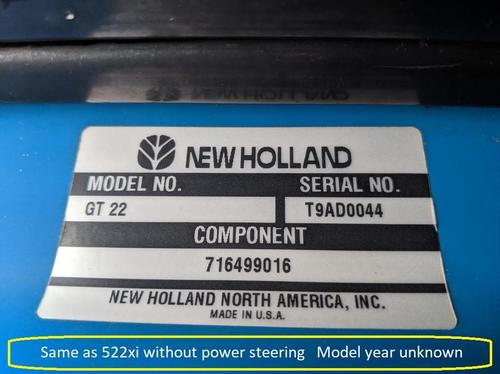 NEW HOLLAND
MODEL NO. SERIAL NO.
GT 22 T9AD0044
COMPONENT
716499016
NEW HOLLAND NORTH AMERICA, INC.
MADE IN U.S.A.
Same as 522xi without power steering Model year unknown